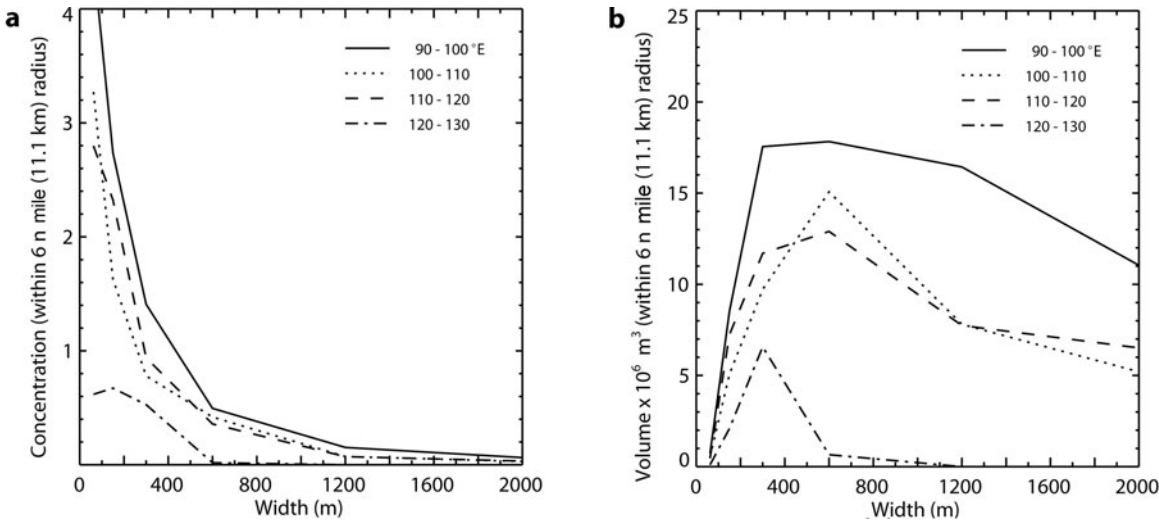 a
4
3
2
1
90 - 100 °E
100 - 110
110 - 120
120 - 130
Concentration (within 6 n mile (11.1 km) radius)
0 400 800 1200 1600 2000
Width (m)
b
25
20
15
10
5
0
90 - 100 °E
100 - 110
110 - 120
120 - 130
Volume x 10⁶ m³ (within 6 n mile (11.1 km) radius)
0 400 800 1200 1600 2000
Width (m)